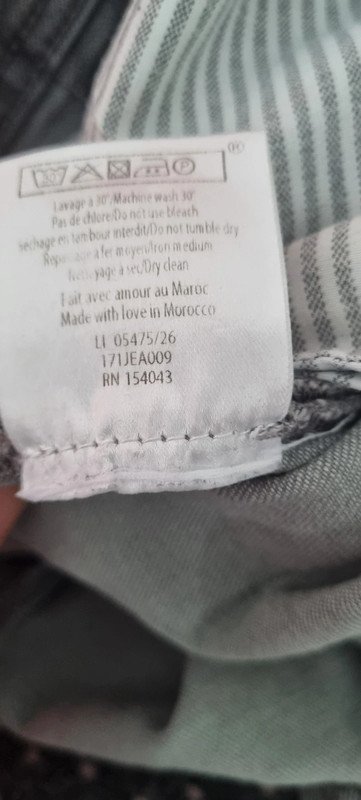 ®
Lavage à 30°/Machine wash 30°
Pas de chlore/Do not use bleach
sechage en tambour interdit/Do not tumble dry
Repassage à fer moyen/Iron medium
Nettoyage à sec/Dry clean
Fait avec amour au Maroc
Made with love in Morocco
LI 05475/26
171JEA009
RN 154043